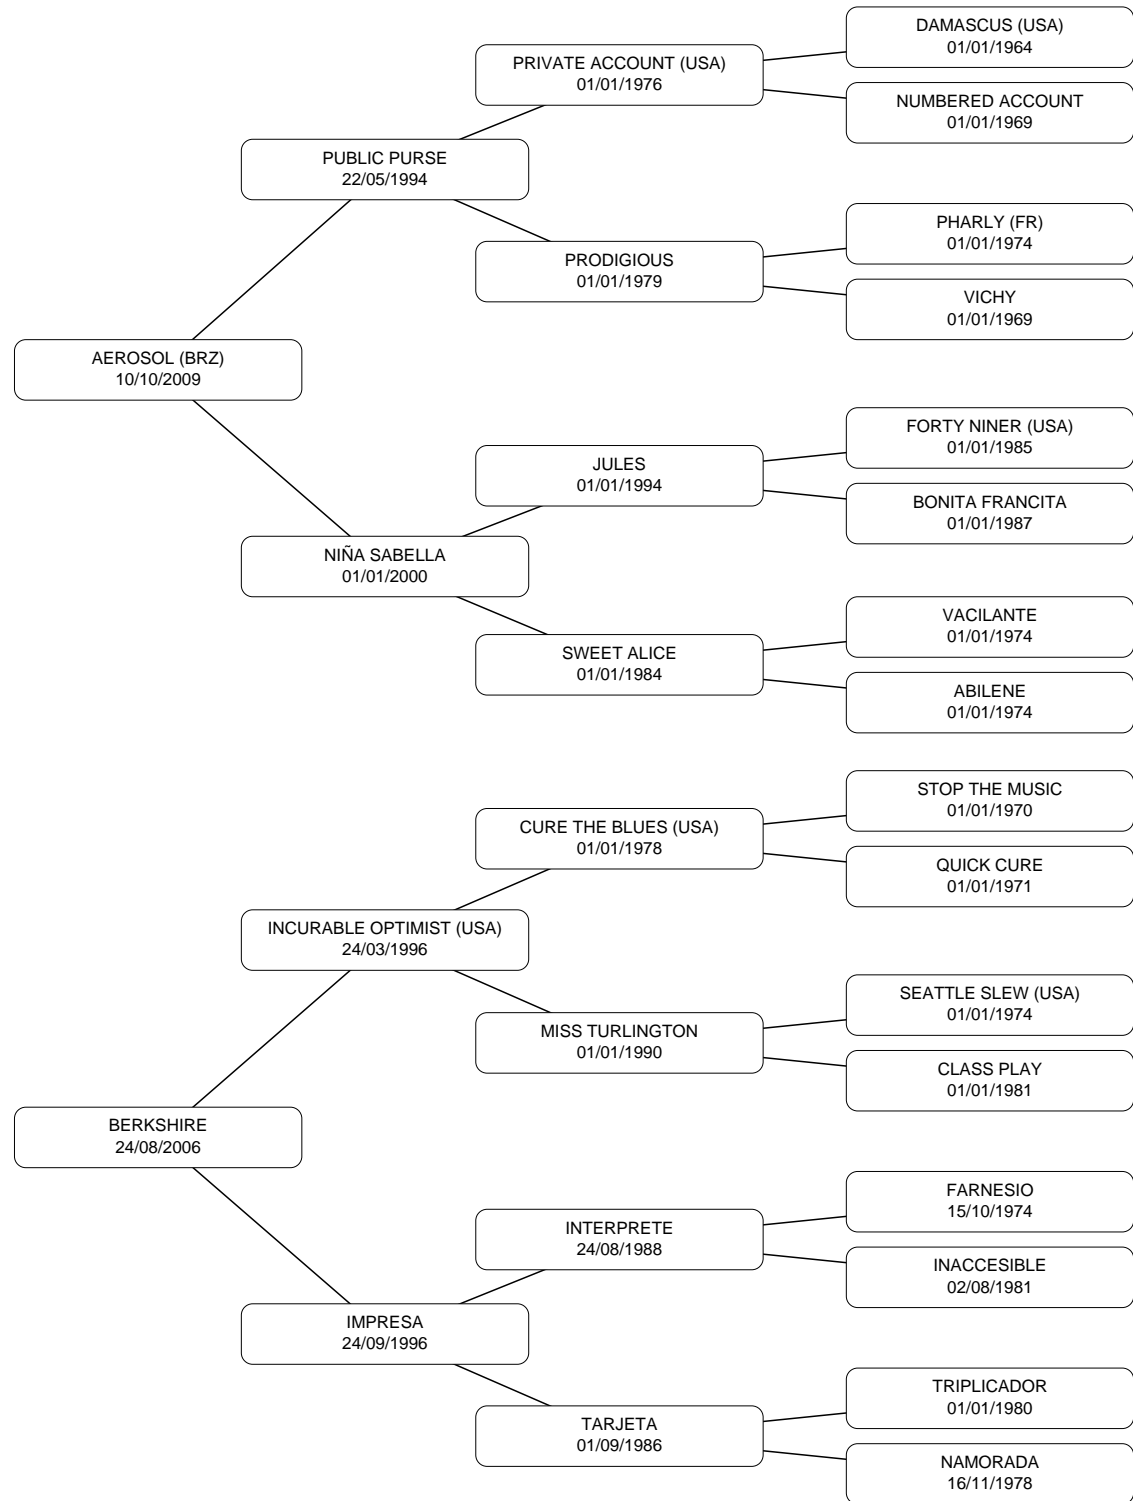 DAMASCUS (USA)
01/01/1964
PRIVATE ACCOUNT (USA)
01/01/1976
NUMBERED ACCOUNT
01/01/1969
PUBLIC PURSE
22/05/1994
PHARLY (FR)
01/01/1974
PRODIGIOUS
01/01/1979
VICHY
01/01/1969
AEROSOL (BRZ)
10/10/2009
FORTY NINER (USA)
01/01/1985
JULES
01/01/1994
BONITA FRANCITA
01/01/1987
NIÑA SABELLA
01/01/2000
VACILANTE
01/01/1974
SWEET ALICE
01/01/1984
ABILENE
01/01/1974
STOP THE MUSIC
01/01/1970
CURE THE BLUES (USA)
01/01/1978
QUICK CURE
01/01/1971
INCURABLE OPTIMIST (USA)
24/03/1996
SEATTLE SLEW (USA)
01/01/1974
MISS TURLINGTON
01/01/1990
CLASS PLAY
01/01/1981
BERKSHIRE
24/08/2006
FARNESIO
15/10/1974
INTERPRETE
24/08/1988
INACCESIBLE
02/08/1981
IMPRESA
24/09/1996
TRIPLICADOR
01/01/1980
TARJETA
01/09/1986
NAMORADA
16/11/1978